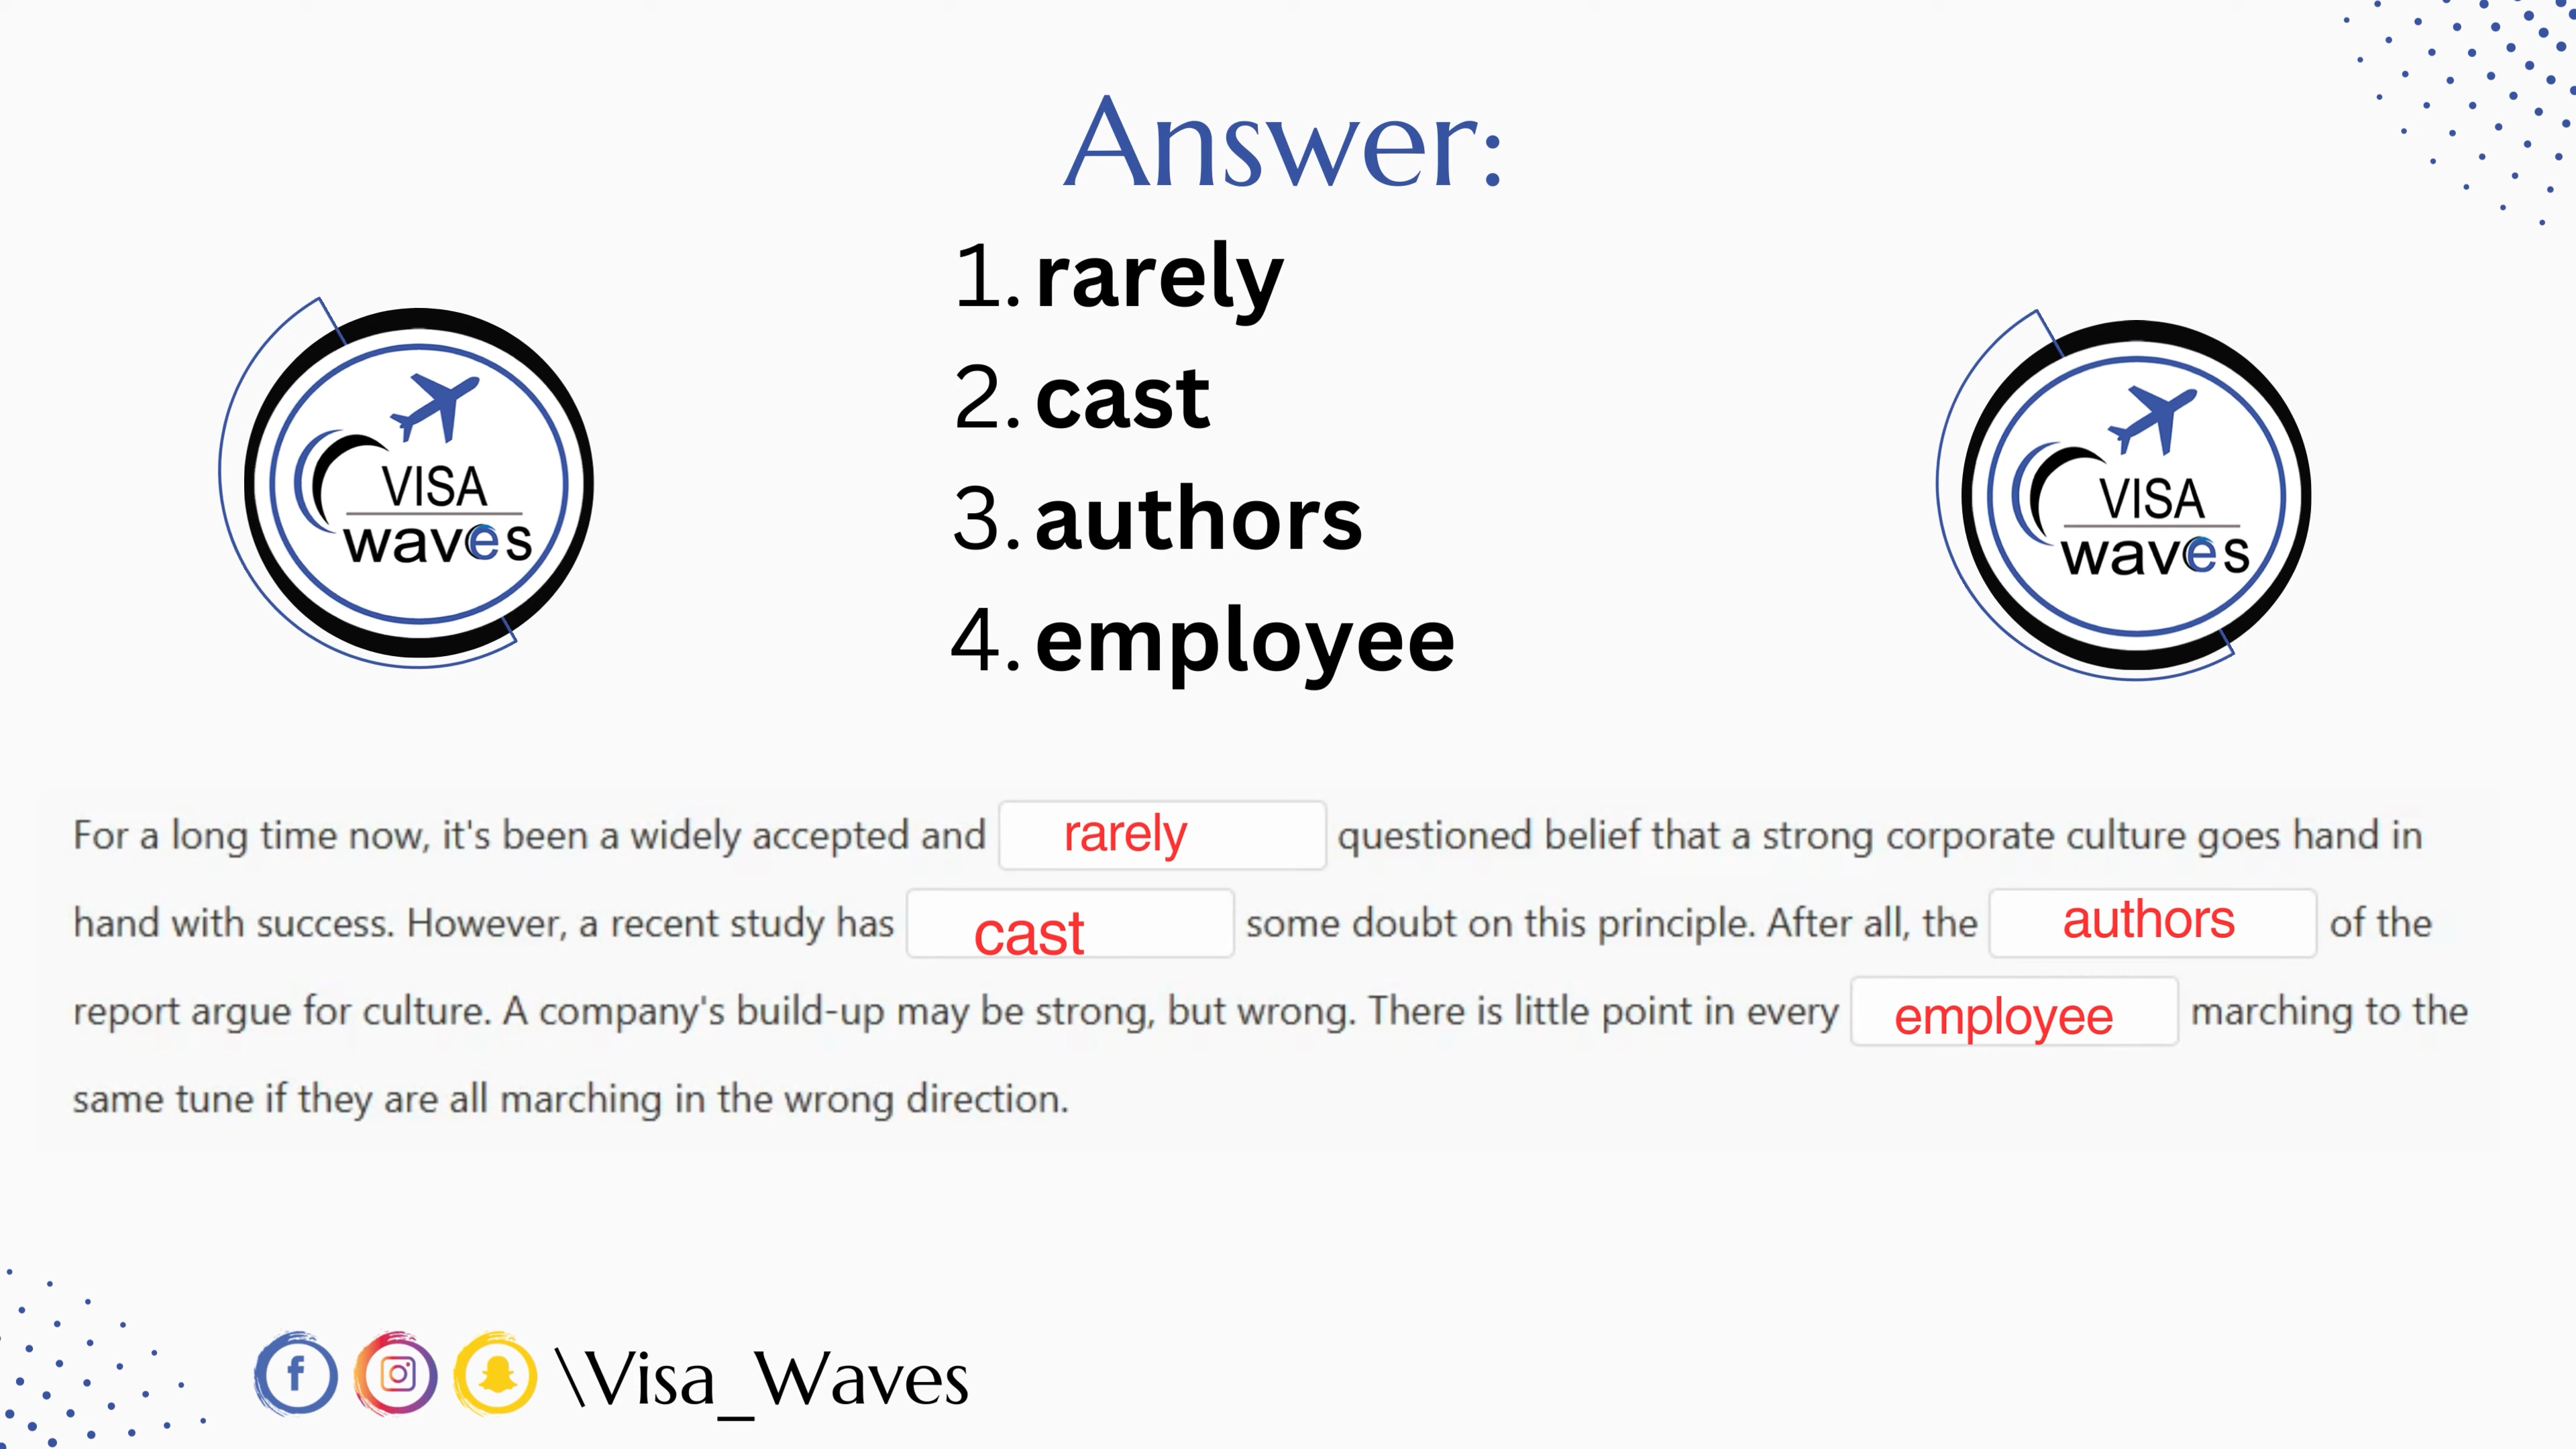 Answer:
1. rarely
2. cast
3. authors
4. employee
VISA
waves
VISA
waves
For a long time now, it's been a widely accepted and rarely questioned belief that a strong corporate culture goes hand in
hand with success. However, a recent study has cast some doubt on this principle. After all, the authors of the
report argue for culture. A company's build-up may be strong, but wrong. There is little point in every employee marching to the
same tune if they are all marching in the wrong direction.
\Visa_Waves